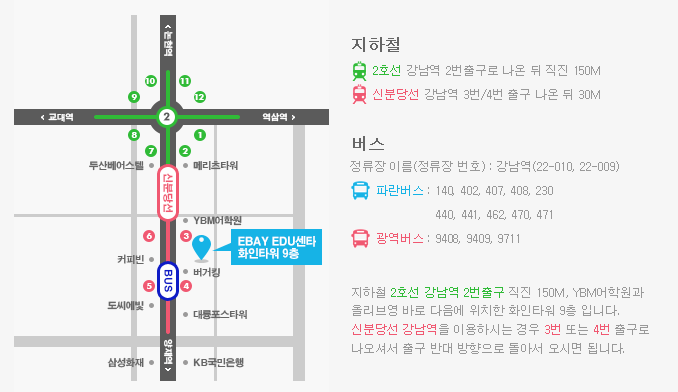 < 논현역
10
11
9
12
< 교대역
2
역삼역 >
8
1
7
2
두산베어스텔
메리츠타워
신분당선
YBM어학원
6
3
EBAY EDU센타
화인타워 9층
커피빈
BUS
버거킹
5
4
도씨에빛
대륭포스타워
양재역 >
삼성화재
KB국민은행
지하철
2호선 강남역 2번출구로 나온 뒤 직진 150M
신분당선 강남역 3번/4번 출구 나온 뒤 30M
버스
정류장 이름(정류장 번호) : 강남역(22-010, 22-009)
파란버스 : 140, 402, 407, 408, 230
440, 441, 462, 470, 471
광역버스 : 9408, 9409, 9711
지하철 2호선 강남역 2번출구 직진 150M, YBM어학원과
올리브영 바로 다음에 위치한 화인타워 9층 입니다.
신분당선 강남역을 이용하시는 경우 3번 또는 4번 출구로
나오셔서 출구 반대 방향으로 돌아서 오시면 됩니다.